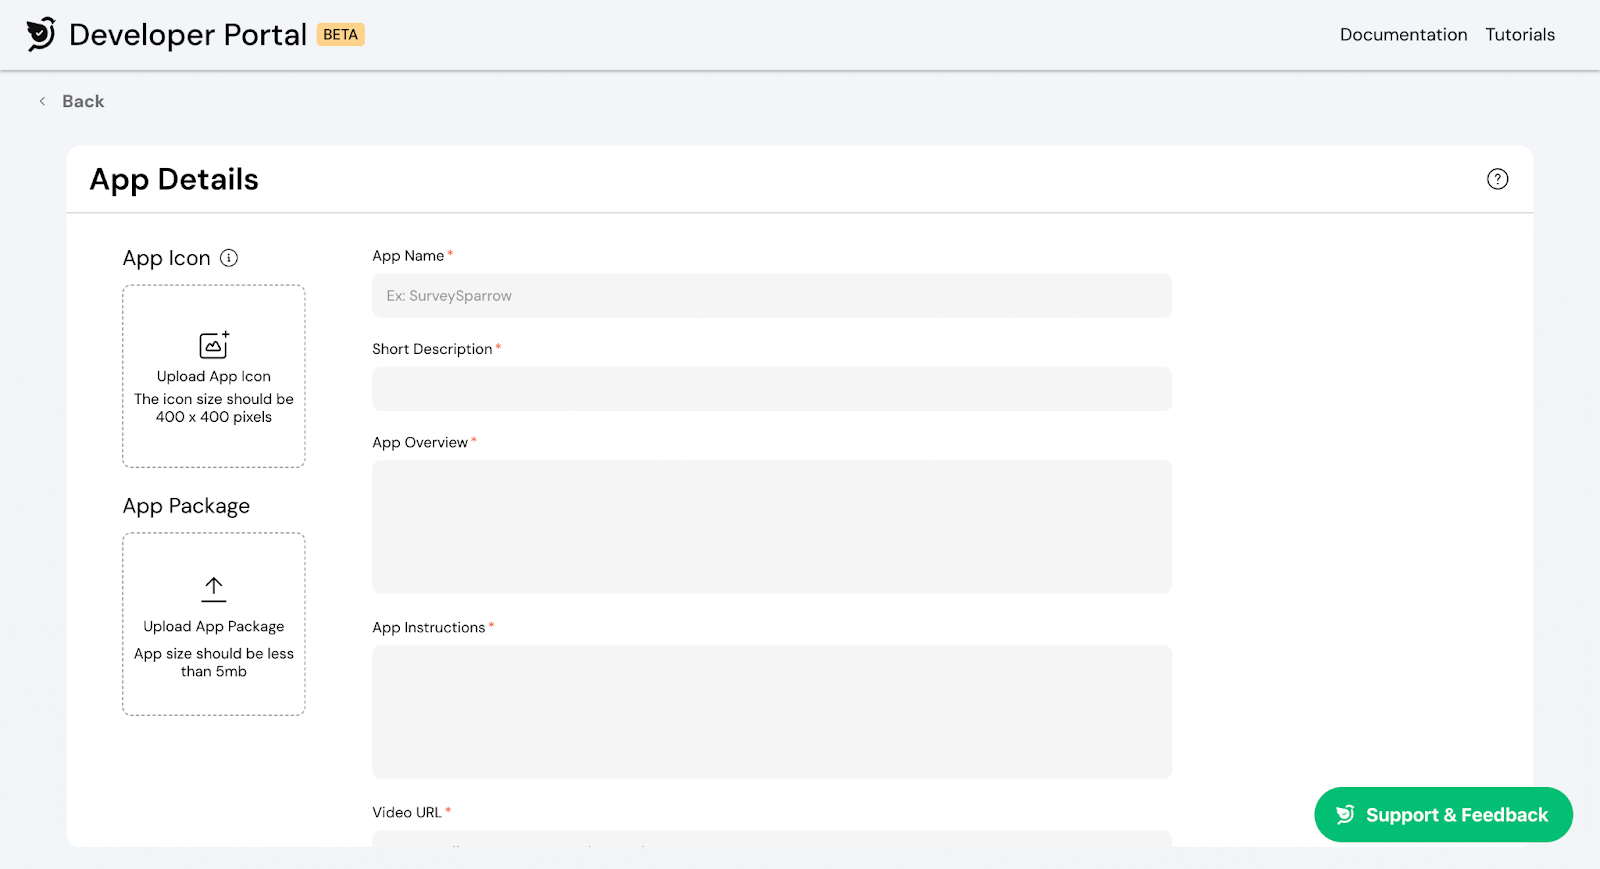 Developer Portal BETA
Documentation
Tutorials
Back
App Details
App Icon
Upload App Icon
The icon size should be
400 x 400 pixels
App Package
Upload App Package
App size should be less
than 5mb
App Name*
Ex: SurveySparrow
Short Description*
App Overview*
App Instructions*
Video URL*
Support & Feedback